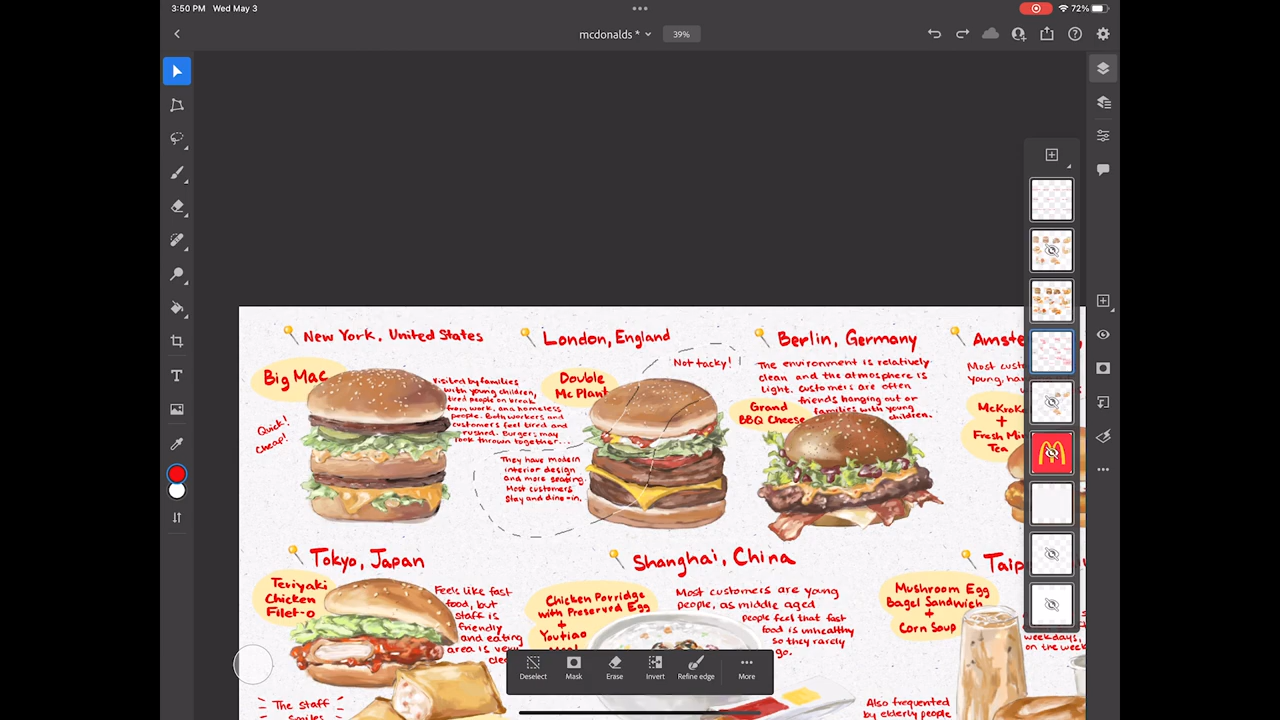 3:50 PM Wed May 3
72%
mcdonalds *
39%
New York, United States
Big Mac
Quick!
Cheap!
Visited by families
with young children,
tired people on break
from work, and homeless
people. Both workers and
customers feel tired and
rushed. Burgers may
look thrown together...
London, England
Double
Mc Plant
Not tacky!
They have modern
interior design
and more seating.
Most customers
stay and dine-in.
Berlin, Germany
The environment is relatively
clean and the atmosphere is
light. Customers are often
friends hanging out or
families with young
children.
Grand
BBQ Cheese
Amste
Most cust
young, ha
McKroke
+
Fresh Min
Tea
Tokyo, Japan
Teriyaki
Chicken
Filet-o
Feels like fast
food, but
staff is
friendly
and eating
area is very
clea
The staff
smiles
Shanghai, China
Chicken Porridge
with Preserved Egg
+
Youtiao
Meal
Most customers are young
people, as middle aged
people feel that fast
food is unhealthy
so they rarely
go.
Taip
Mushroom Egg
Bagel Sandwich
+
Corn Soup
weekdays,
on the week
Also frequented
by elderly people
Deselect
Mask
Erase
Invert
Refine edge
More